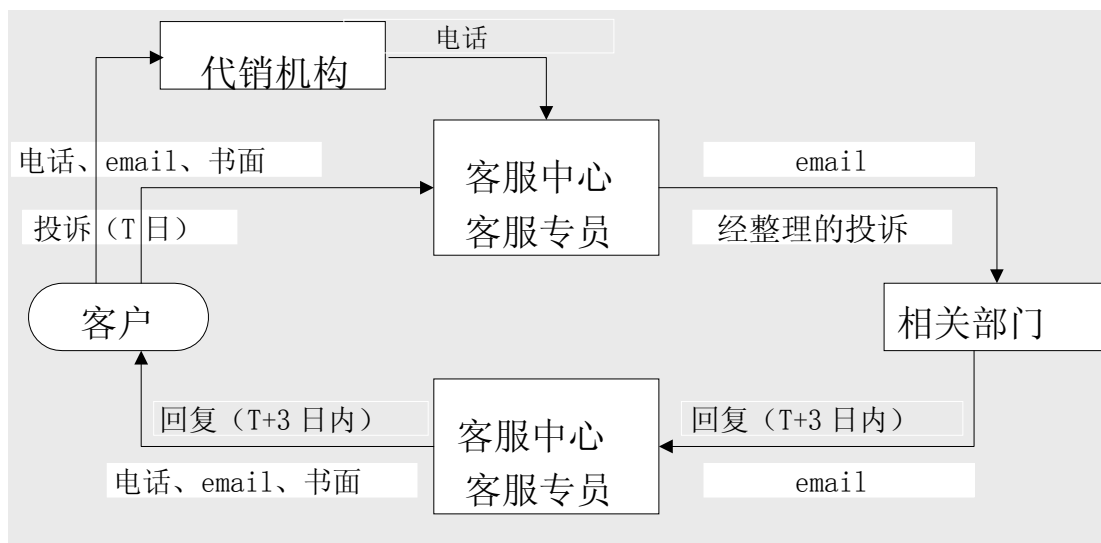 电话
代销机构
电话、email、书面
客服中心
客服专员
email
投诉（T 日）
经整理的投诉
客户
相关部门
回复（T+3 日内）
客服中心
客服专员
回复（T+3 日内）
电话、email、书面
email